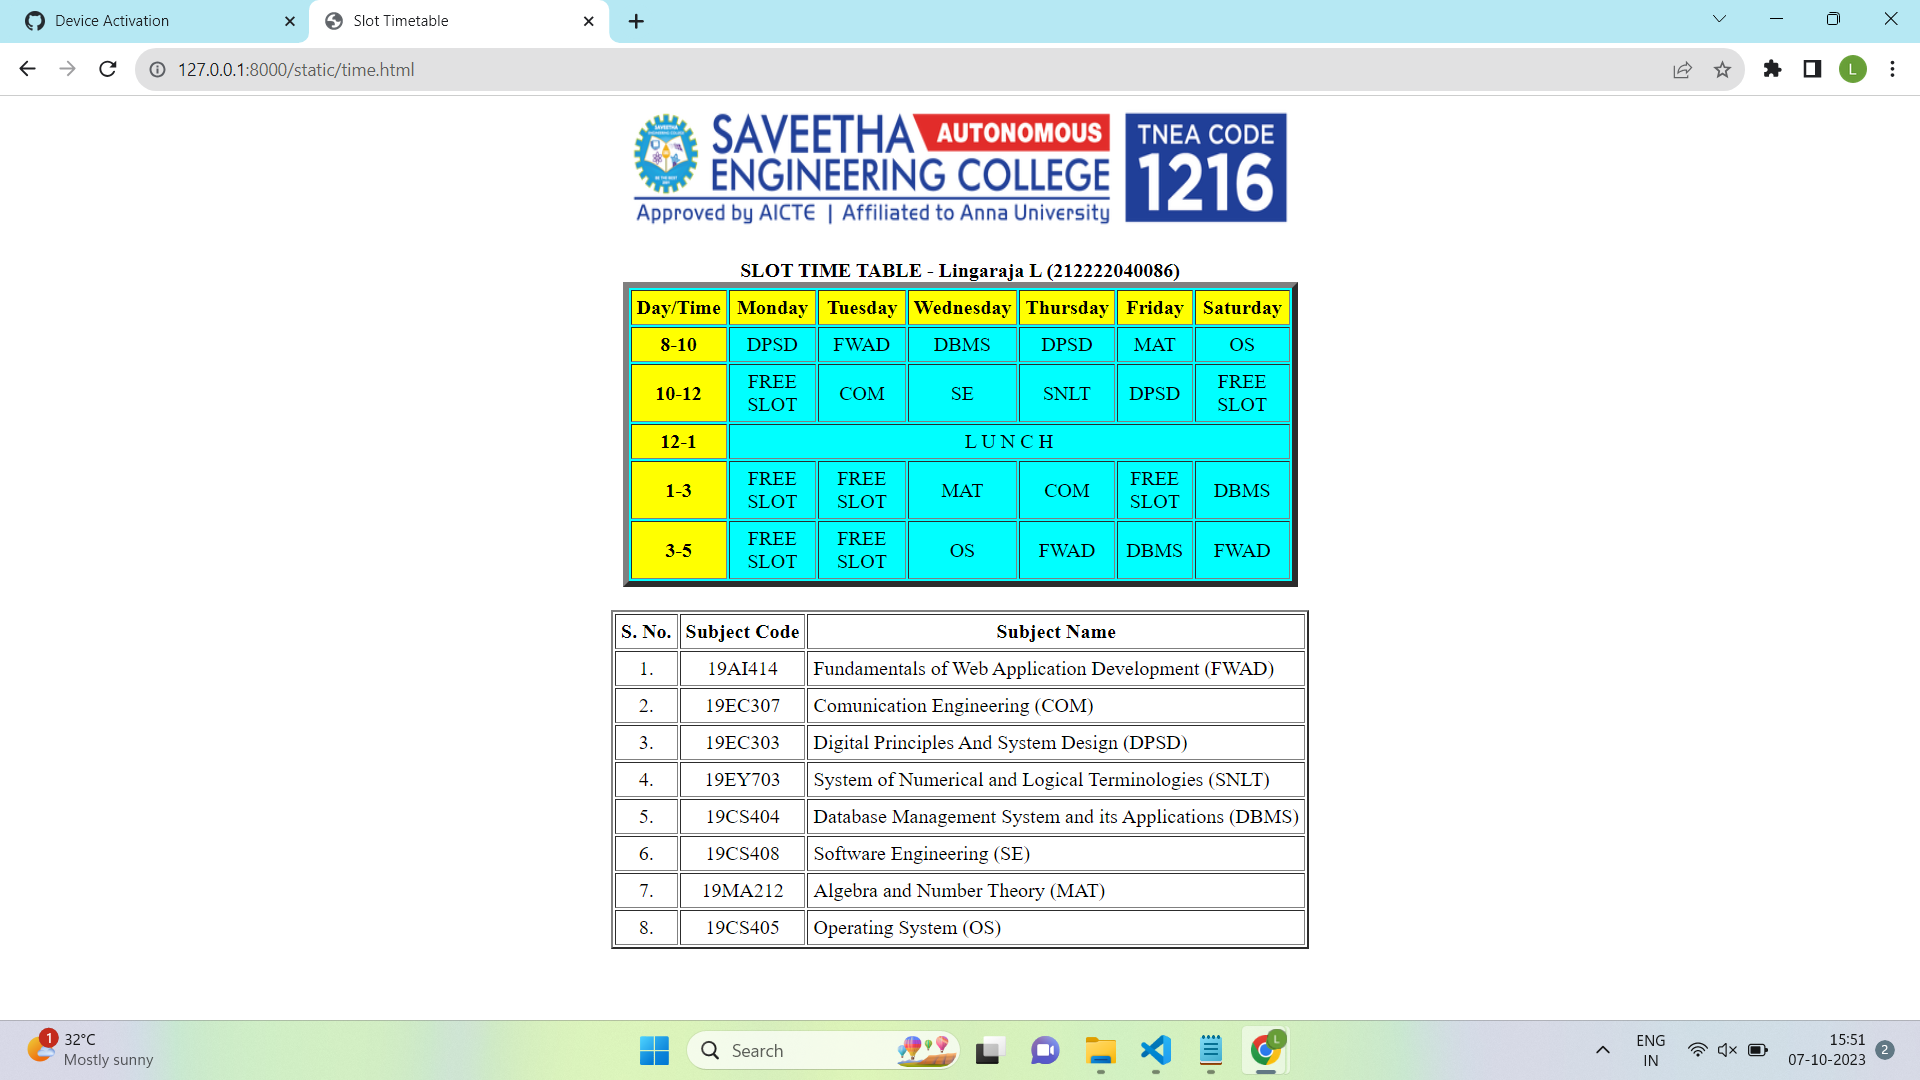 Device Activation
Slot Timetable
127.0.0.1:8000/static/time.html
L
SAVEETHA AUTONOMOUS
ENGINEERING COLLEGE
Approved by AICTE | Affiliated to Anna University
TNEA CODE
1216
SLOT TIME TABLE - Lingaraja L (212222040086)
Day/Time Monday Tuesday Wednesday Thursday Friday Saturday
8-10 DPSD FWAD DBMS DPSD MAT OS
10-12 FREE SLOT COM SE SNLT DPSD FREE SLOT
12-1 L U N C H
1-3 FREE SLOT FREE SLOT MAT COM FREE SLOT DBMS
3-5 FREE SLOT FREE SLOT OS FWAD DBMS FWAD
S. No. Subject Code Subject Name
1. 19AI414 Fundamentals of Web Application Development (FWAD)
2. 19EC307 Comunication Engineering (COM)
3. 19EC303 Digital Principles And System Design (DPSD)
4. 19EY703 System of Numerical and Logical Terminologies (SNLT)
5. 19CS404 Database Management System and its Applications (DBMS)
6. 19CS408 Software Engineering (SE)
7. 19MA212 Algebra and Number Theory (MAT)
8. 19CS405 Operating System (OS)
1
32°C
Mostly sunny
Search
L
ENG
IN
15:51
07-10-2023
2